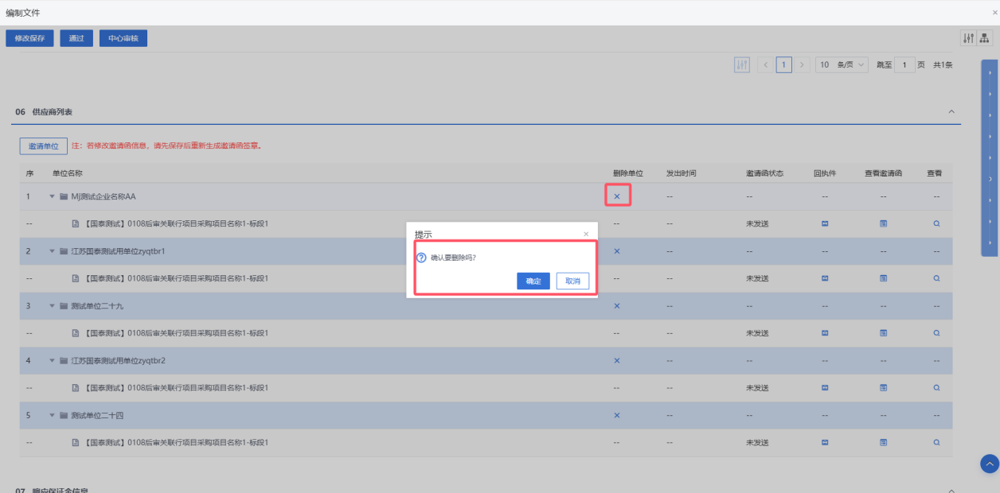 编制文件
修改保存 通过 中心审核
1 10 条/页 跳至 1 页 共1条
06 供应商列表
邀请单位 注：若修改邀请函信息，请先保存后重新生成邀请函签章。
序 单位名称 删除单位 发出时间 邀请函状态 回执件 查看邀请函 查看
1 Mj测试企业名称AA -- -- -- -- --
-- 【国泰测试】0108后审关联行项目采购项目名称1-标段1 -- -- 未发送
2 江苏国泰测试用单位zyqtbr1 -- -- -- -- --
-- 【国泰测试】0108后审关联行项目采购项目名称1-标段1 -- -- 未发送
3 测试单位二十九 -- -- -- -- --
-- 【国泰测试】0108后审关联行项目采购项目名称1-标段1 -- -- 未发送
4 江苏国泰测试用单位zyqtbr2 -- -- -- -- --
-- 【国泰测试】0108后审关联行项目采购项目名称1-标段1 -- -- 未发送
5 测试单位二十四 -- -- -- -- --
-- 【国泰测试】0108后审关联行项目采购项目名称1-标段1 -- -- 未发送
提示
确认要删除吗?
确定 取消
07 响应保证金信息